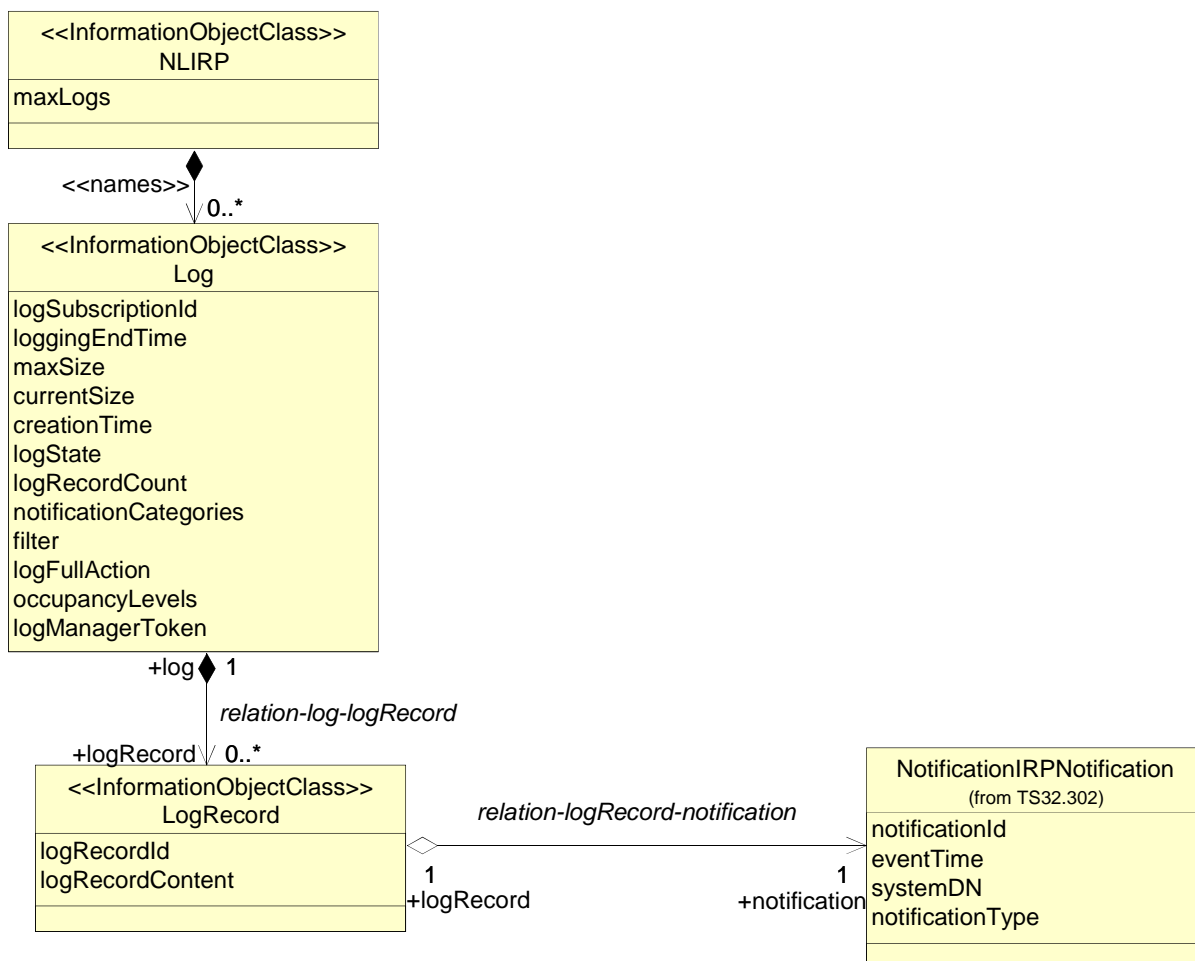 <<InformationObjectClass>>
NLIRP
maxLogs
<<names>>
0..*
<<InformationObjectClass>>
Log
logSubscriptionId
loggingEndTime
maxSize
currentSize
creationTime
logState
logRecordCount
notificationCategories
filter
logFullAction
occupancyLevels
logManagerToken
+log 1
relation-log-logRecord
+logRecord 0..*
<<InformationObjectClass>>
LogRecord
logRecordId
logRecordContent
relation-logRecord-notification
1
+logRecord
1
+notification
NotificationIRPNotification
(from TS32.302)
notificationId
eventTime
systemDN
notificationType